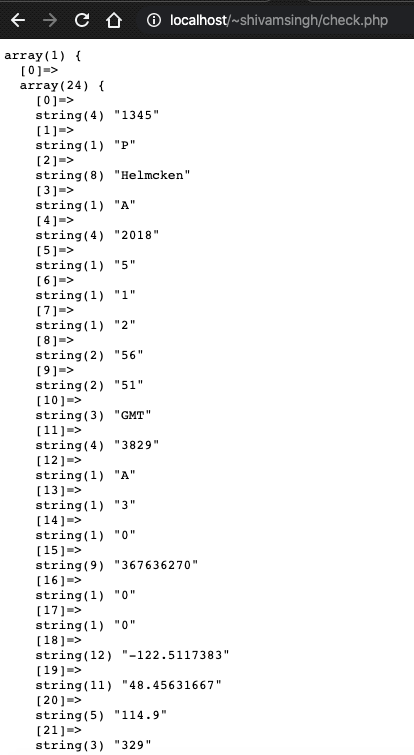 localhost/~shivamsingh/check.php
array(1) {
[0]=>
array(24) {
[0]=>
string(4) "1345"
[1]=>
string(1) "P"
[2]=>
string(8) "Helmcken"
[3]=>
string(1) "A"
[4]=>
string(4) "2018"
[5]=>
string(1) "5"
[6]=>
string(1) "1"
[7]=>
string(1) "2"
[8]=>
string(2) "56"
[9]=>
string(2) "51"
[10]=>
string(3) "GMT"
[11]=>
string(4) "3829"
[12]=>
string(1) "A"
[13]=>
string(1) "3"
[14]=>
string(1) "0"
[15]=>
string(9) "367636270"
[16]=>
string(1) "0"
[17]=>
string(1) "0"
[18]=>
string(12) "-122.5117383"
[19]=>
string(11) "48.45631667"
[20]=>
string(5) "114.9"
[21]=>
string(3) "329"